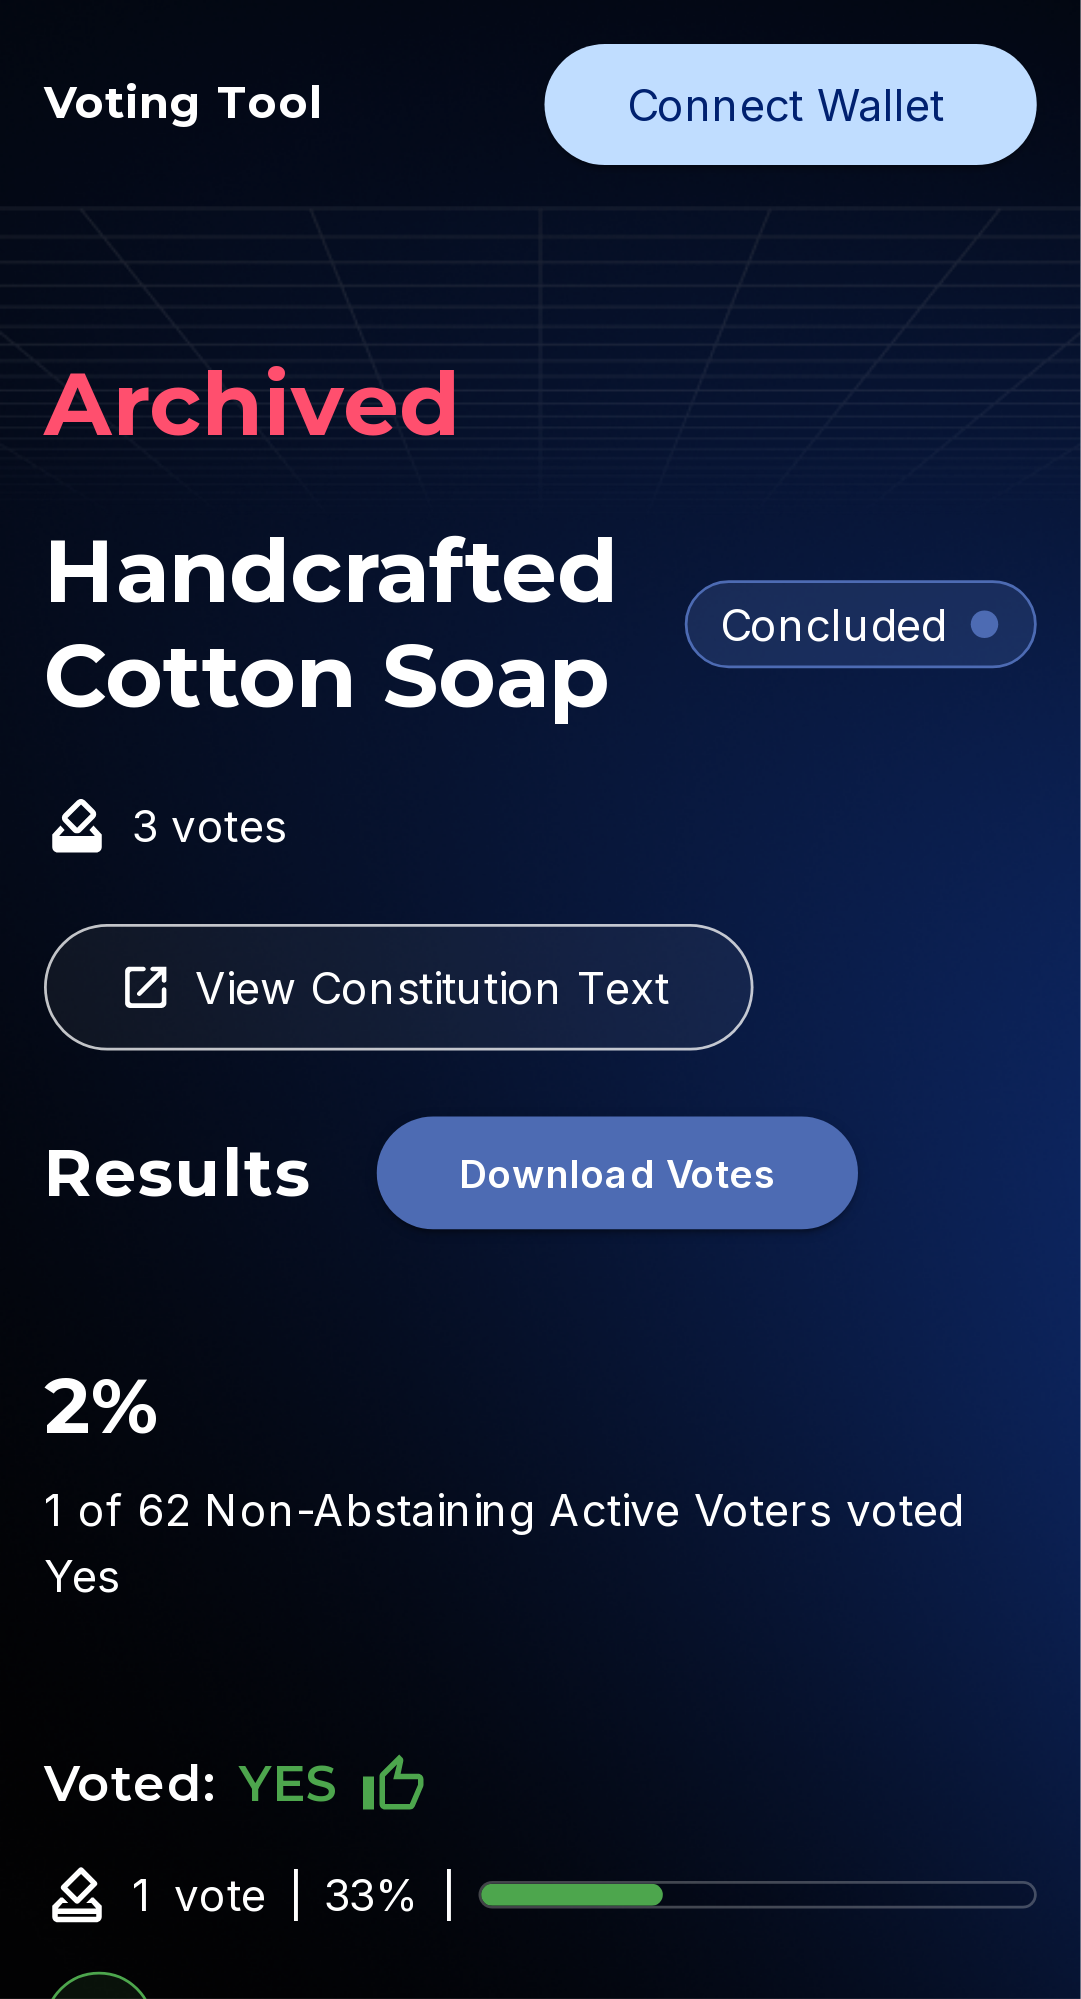 Voting Tool
Connect Wallet
Archived
Handcrafted
Cotton Soap
Concluded
3 votes
View Constitution Text
Results
Download Votes
2%
1 of 62 Non-Abstaining Active Voters voted
Yes
Voted: YES
1 vote | 33% |